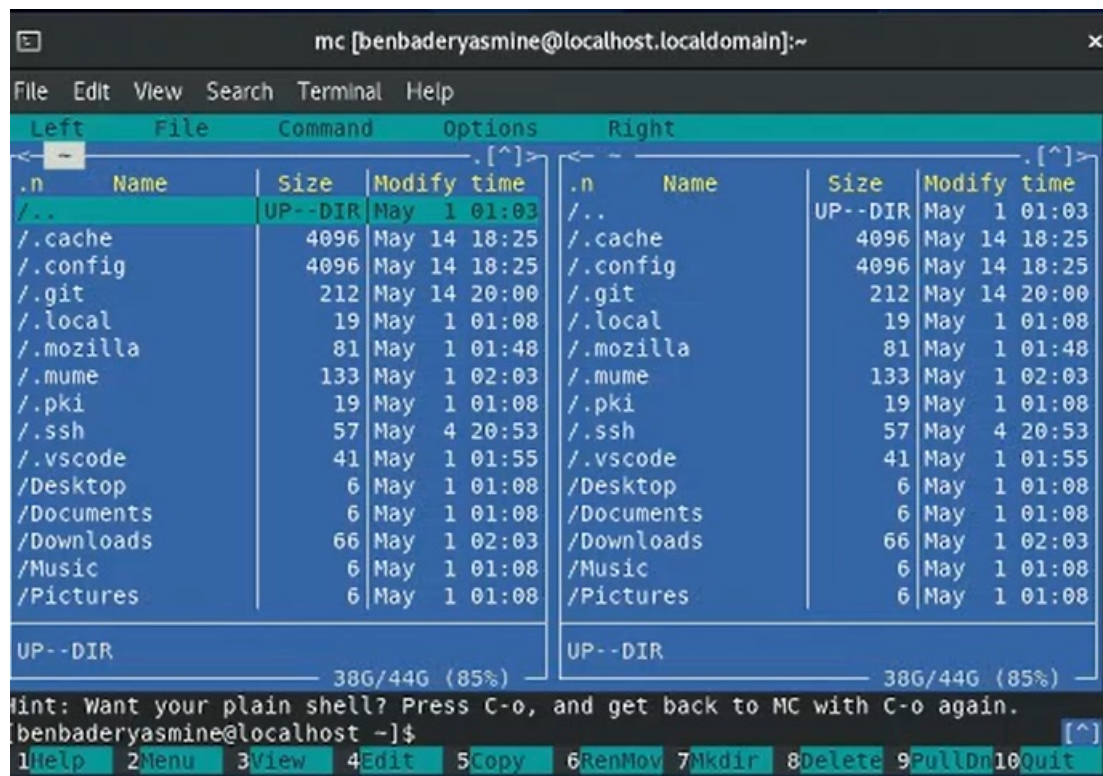 mc [benbaderyasmine@localhost.localdomain]:~ ×
File Edit View Search Terminal Help
Left File Command Options Right
<- ~ .[^]> <- ~ .[^]>
.n Name Size Modify time .n Name Size Modify time
/.. UP--DIR May 1 01:03 /.. UP--DIR May 1 01:03
/.cache 4096 May 14 18:25 /.cache 4096 May 14 18:25
/.config 4096 May 14 18:25 /.config 4096 May 14 18:25
/.git 212 May 14 20:00 /.git 212 May 14 20:00
/.local 19 May 1 01:08 /.local 19 May 1 01:08
/.mozilla 81 May 1 01:48 /.mozilla 81 May 1 01:48
/.mume 133 May 1 02:03 /.mume 133 May 1 02:03
/.pki 19 May 1 01:08 /.pki 19 May 1 01:08
/.ssh 57 May 4 20:53 /.ssh 57 May 4 20:53
/.vscode 41 May 1 01:55 /.vscode 41 May 1 01:55
/Desktop 6 May 1 01:08 /Desktop 6 May 1 01:08
/Documents 6 May 1 01:08 /Documents 6 May 1 01:08
/Downloads 66 May 1 02:03 /Downloads 66 May 1 02:03
/Music 6 May 1 01:08 /Music 6 May 1 01:08
/Pictures 6 May 1 01:08 /Pictures 6 May 1 01:08
UP--DIR UP--DIR
38G/44G (85%) 38G/44G (85%)
Hint: Want your plain shell? Press C-o, and get back to MC with C-o again.
[benbaderyasmine@localhost ~]$ [^]
1Help 2Menu 3View 4Edit 5Copy 6RenMov 7Mkdir 8Delete 9PullDn 10Quit